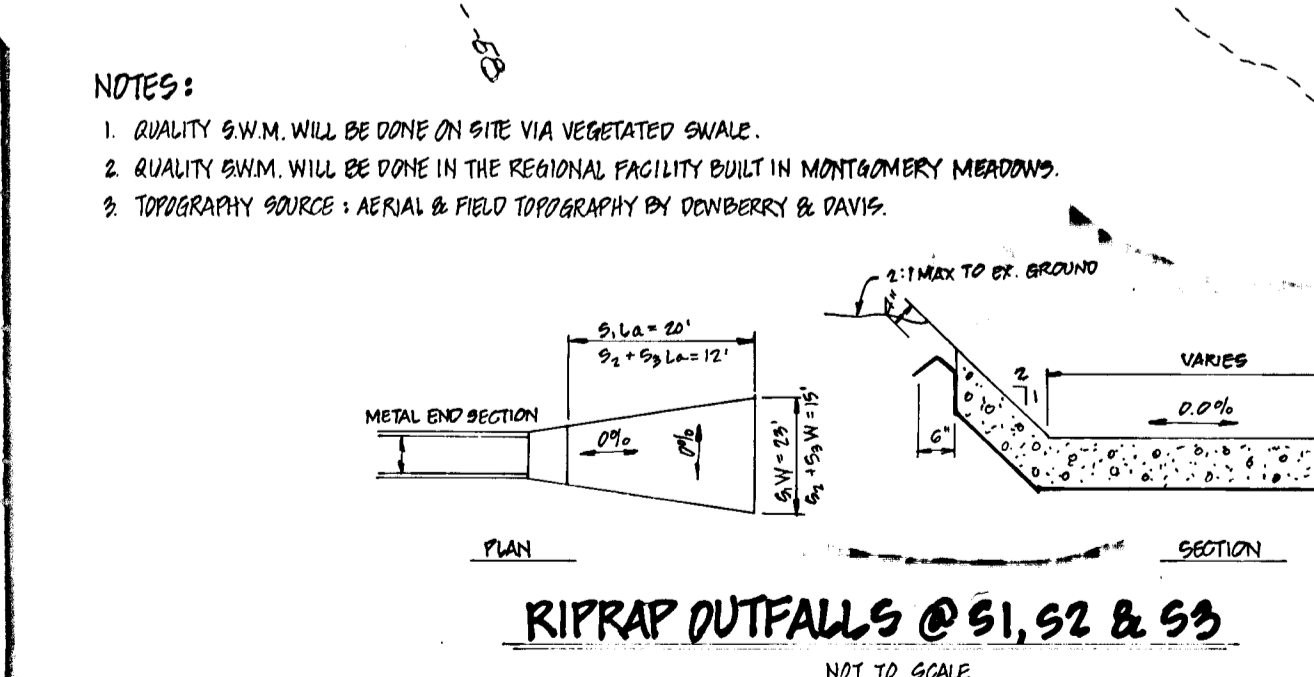 -58
NOTES:
1. QUALITY S.W.M. WILL BE DONE ON SITE VIA VEGETATED SWALE.
2. QUALITY S.W.M. WILL BE DONE IN THE REGIONAL FACILITY BUILT IN MONTGOMERY MEADOWS.
3. TOPOGRAPHY SOURCE : AERIAL & FIELD TOPOGRAPHY BY DEWBERRY & DAVIS.
2:1 MAX TO EX. GROUND
4"
S1 La = 20'
S2 + S3 La = 12'
VARIES
2
1
METAL END SECTION
0%
0%
S1 W = 23'
S2 + S3 W = 15'
6"
0.0%
PLAN
SECTION
RIPRAP OUTFALLS @ S1, S2 & S3
NOT TO SCALE